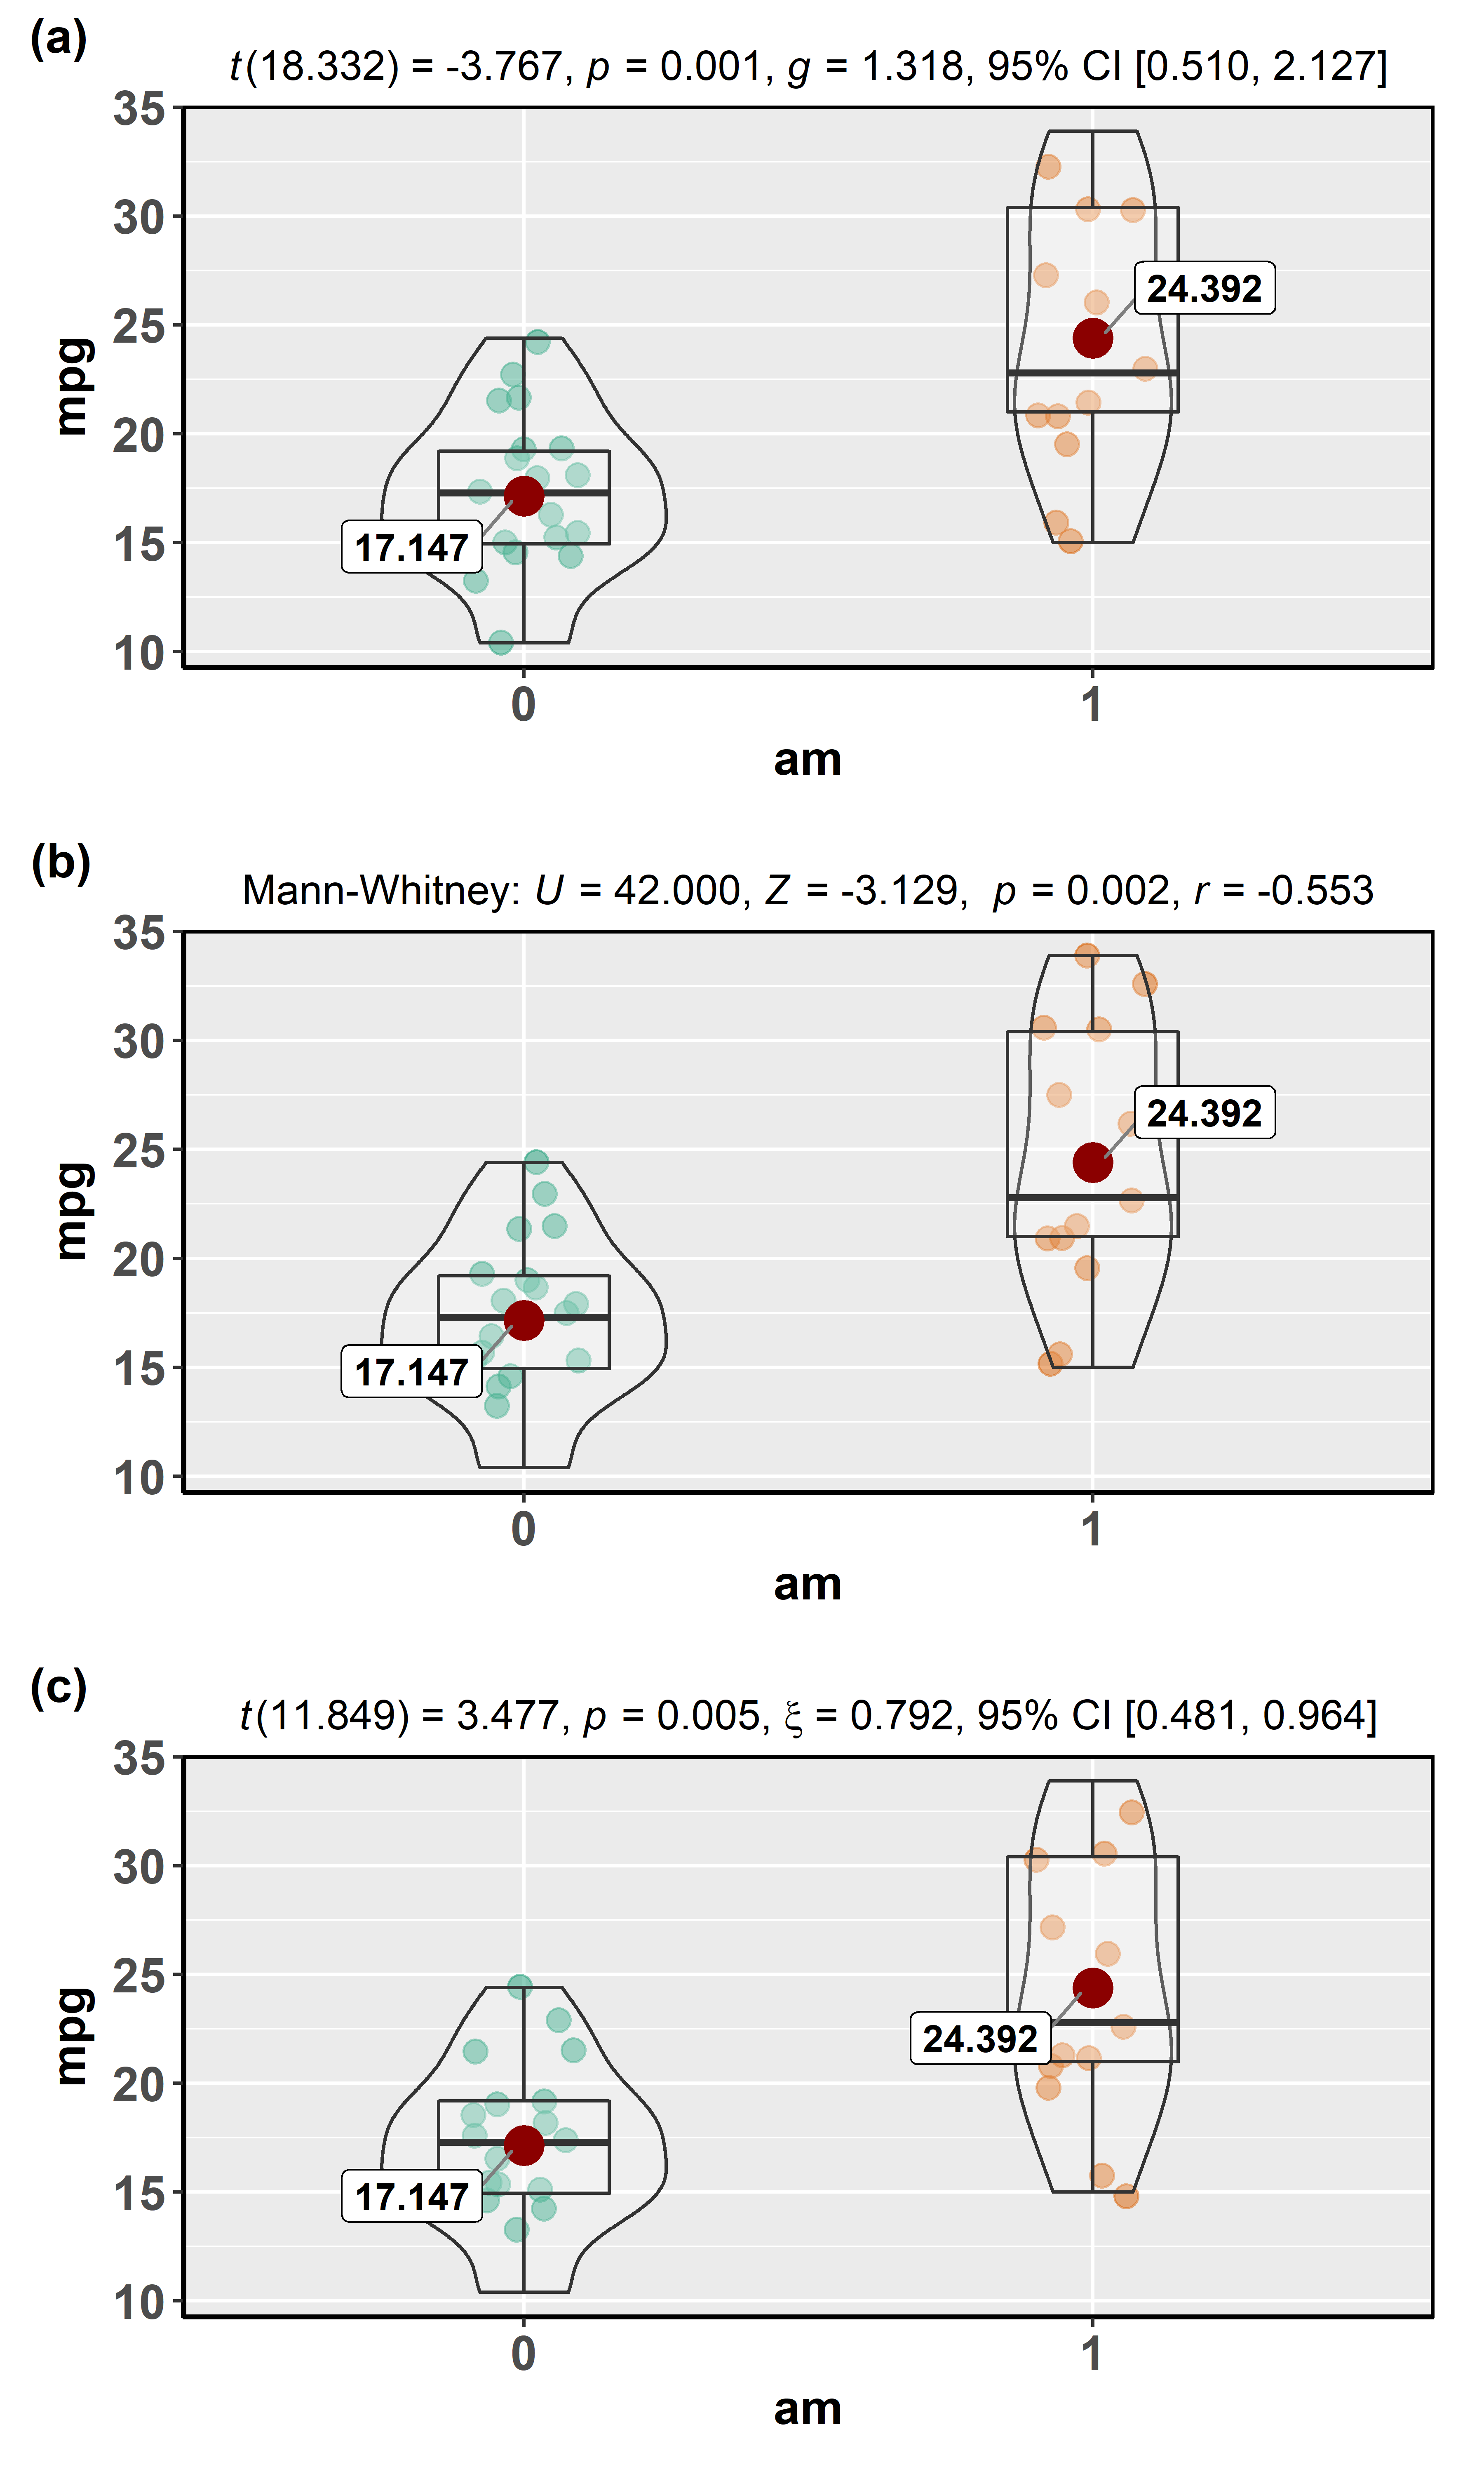 (a)
t(18.332) = -3.767, p = 0.001, g = 1.318, 95% CI [0.510, 2.127]
35
30
25
20
15
10
mpg
24.392
17.147
0 1
am
(b)
Mann-Whitney: U = 42.000, Z = -3.129, p = 0.002, r = -0.553
35
30
25
20
15
10
mpg
24.392
17.147
0 1
am
(c)
t(11.849) = 3.477, p = 0.005, ξ = 0.792, 95% CI [0.481, 0.964]
35
30
25
20
15
10
mpg
24.392
17.147
0 1
am